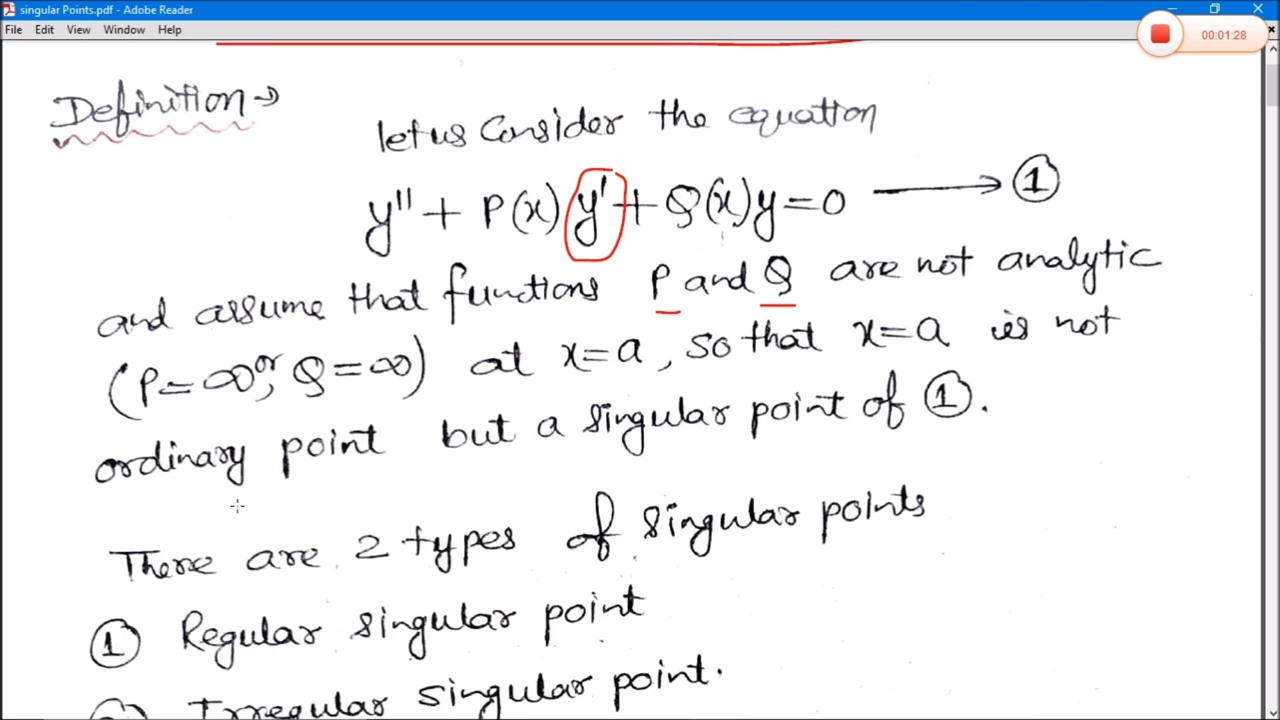 singular Points.pdf - Adobe Reader
File Edit View Window Help
00:01:28
Definition →
let us Consider the equation
y'' + P(x) y' + Q(x) y = 0 → ①
and assume that functions P and Q are not analytic
(P = ∞ or, Q = ∞) at x = a, so that x = a is not
ordinary point but a singular point of ①.
There are 2 types of singular points
① Regular singular point
② Irregular singular point.